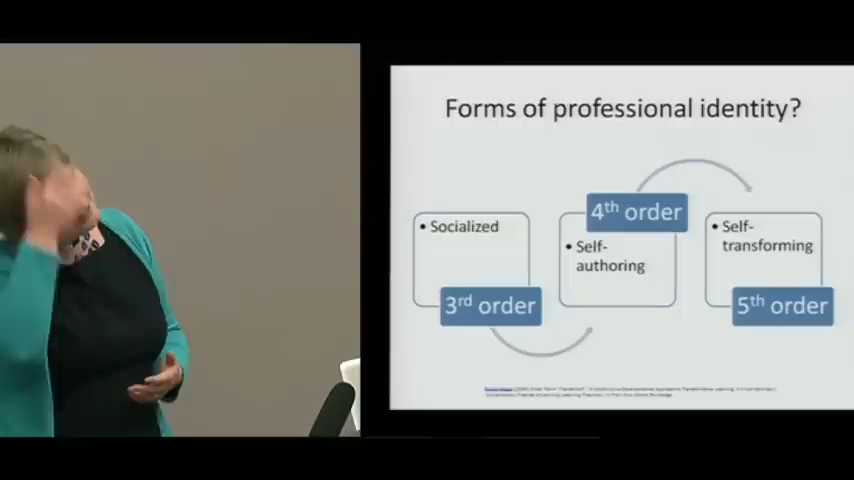 Forms of professional identity?
• Socialized
3rd order
4th order
• Self-
authoring
• Self-
transforming
5th order